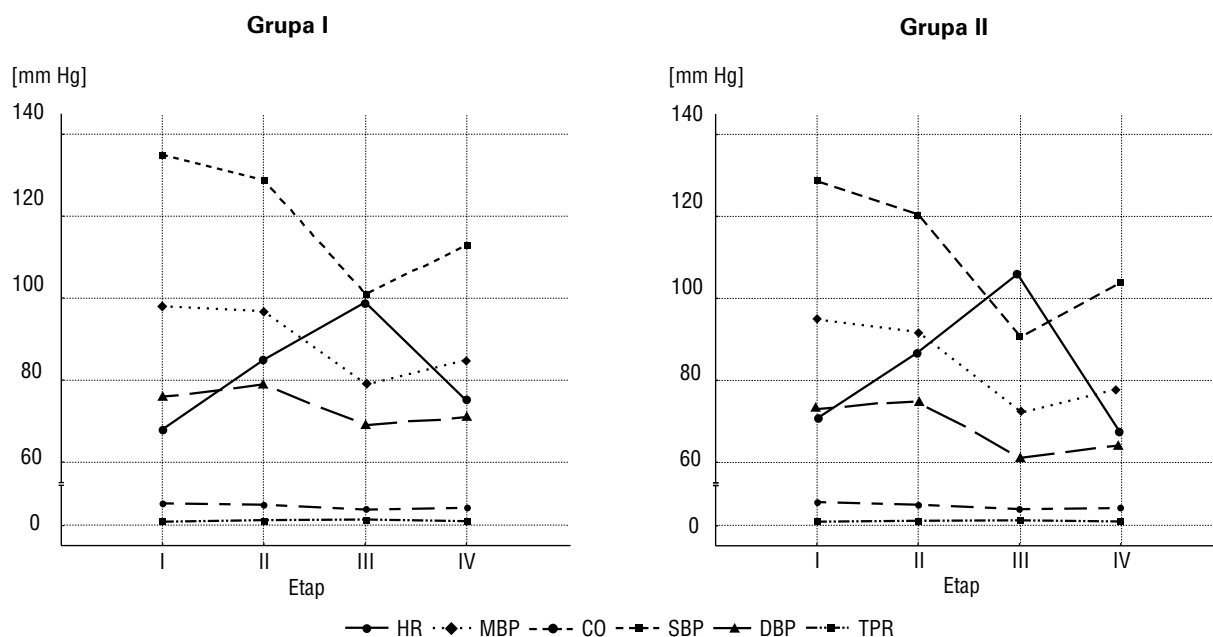 Grupa I
[mm Hg]
140
120
100
80
60
0
I II III IV
Etap
Grupa II
[mm Hg]
140
120
100
80
60
0
I II III IV
Etap
HR MBP CO SBP DBP TPR